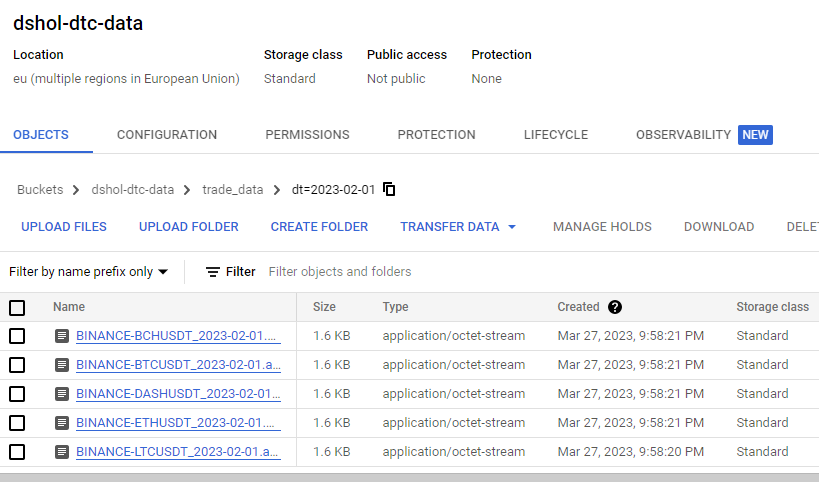 dshol-dtc-data
Location Storage class Public access Protection
eu (multiple regions in European Union) Standard Not public None
OBJECTS CONFIGURATION PERMISSIONS PROTECTION LIFECYCLE OBSERVABILITY NEW
Buckets > dshol-dtc-data > trade_data > dt=2023-02-01
UPLOAD FILES UPLOAD FOLDER CREATE FOLDER TRANSFER DATA MANAGE HOLDS DOWNLOAD DELET
Filter by name prefix only Filter Filter objects and folders
Name Size Type Created ? Storage class
BINANCE-BCHUSDT_2023-02-01.... 1.6 KB application/octet-stream Mar 27, 2023, 9:58:21 PM Standard
BINANCE-BTCUSDT_2023-02-01.a... 1.6 KB application/octet-stream Mar 27, 2023, 9:58:21 PM Standard
BINANCE-DASHUSDT_2023-02-01... 1.6 KB application/octet-stream Mar 27, 2023, 9:58:21 PM Standard
BINANCE-ETHUSDT_2023-02-01.... 1.6 KB application/octet-stream Mar 27, 2023, 9:58:21 PM Standard
BINANCE-LTCUSDT_2023-02-01.a... 1.6 KB application/octet-stream Mar 27, 2023, 9:58:20 PM Standard